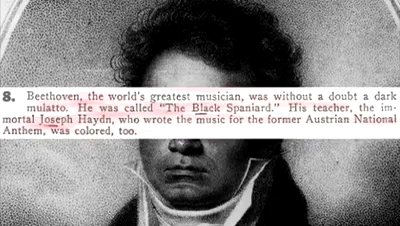 8. Beethoven, the world's greatest musician, was without a doubt a dark
mulatto. He was called "The Black Spaniard." His teacher, the im-
mortal Joseph Haydn, who wrote the music for the former Austrian National
Anthem, was colored, too.